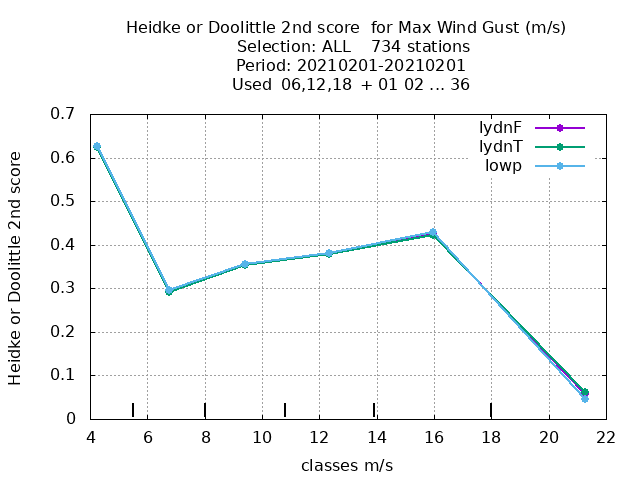 Heidke or Doolittle 2nd score  for Max Wind Gust (m/s)
Selection: ALL    734 stations
Period: 20210201-20210201
Used  06,12,18  + 01 02 ... 36
Heidke or Doolittle 2nd score
0.7
0.6
0.5
0.4
0.3
0.2
0.1
0
lydnF
lydnT
lowp
4 6 8 10 12 14 16 18 20 22
classes m/s